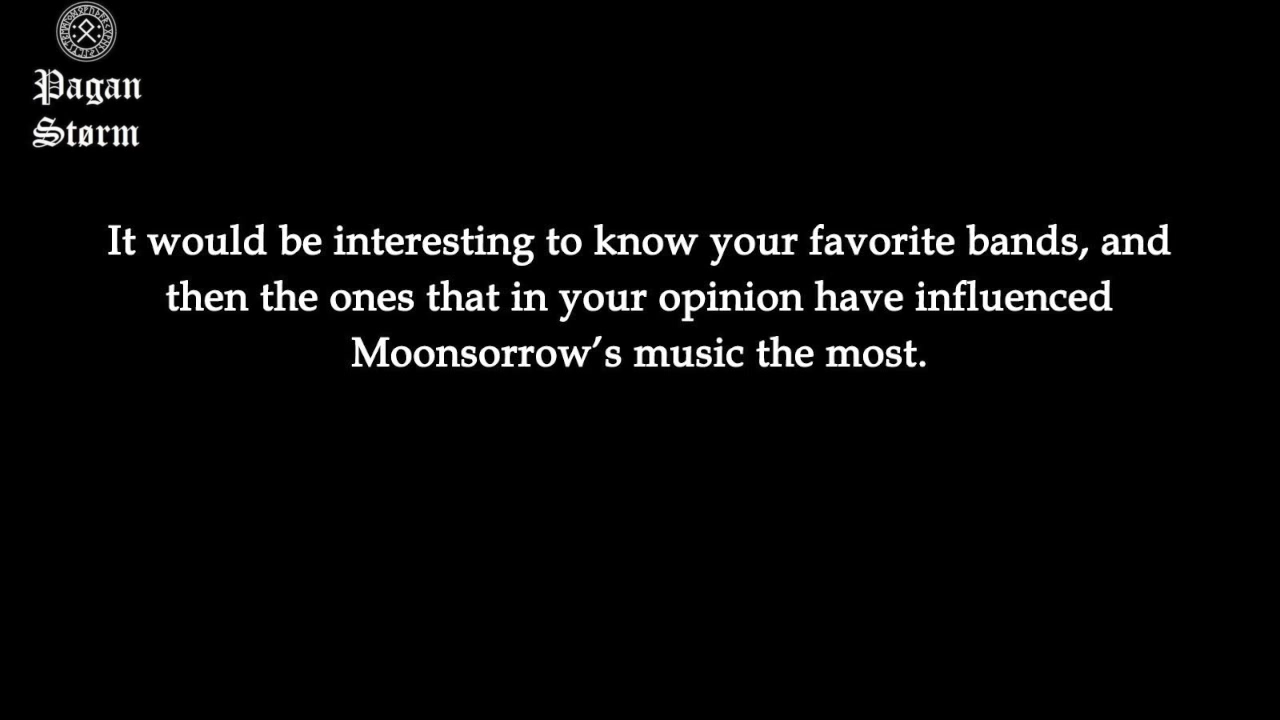 Pagan
Størm
It would be interesting to know your favorite bands, and
then the ones that in your opinion have influenced
Moonsorrow’s music the most.